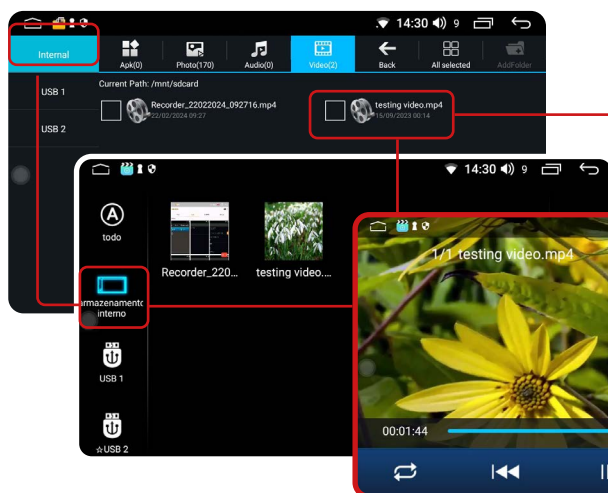 14:30 9
Internal
Apk(0) Photo(170) Audio(0) Video(2) Back All selected AddFolder
Current Path: /mnt/sdcard
USB 1
Recorder_22022024_092716.mp4
22/02/2024 09:27
testing video.mp4
15/09/2023 00:14
USB 2
14:30 9
A
todo
Recorder_220...
testing video....
armazenamento
interno
USB 1
☆USB 2
1/1 testing video.mp4
00:01:44